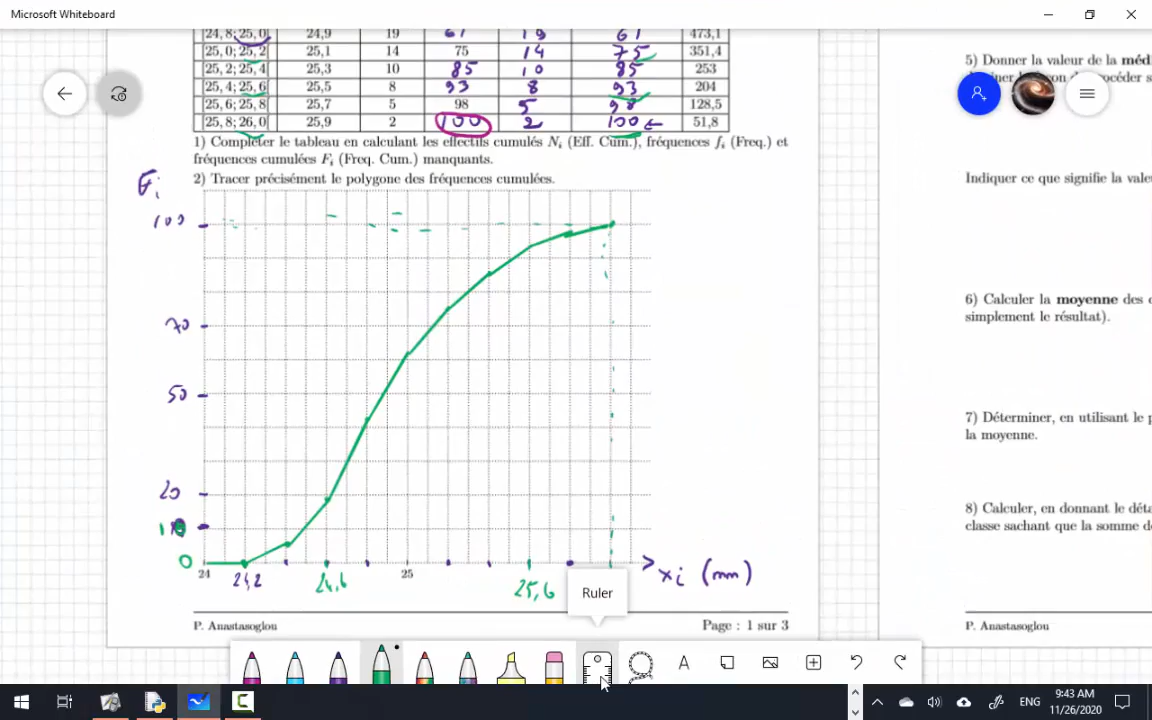 Microsoft Whiteboard
[24, 8; 25, 0[ 24,9 19 61 19 61 473,1
[25, 0; 25, 2[ 25,1 14 75 14 75 351,4
[25, 2; 25, 4[ 25,3 10 85 10 85 253
[25, 4; 25, 6[ 25,5 8 93 8 93 204
[25, 6; 25, 8[ 25,7 5 98 5 98 128,5
[25, 8; 26, 0[ 25,9 2 100 2 100 51,8
1) Completer le tableau en calculant les effectifs cumulés Ni (Eff. Cum.), fréquences fi (Freq.) et
fréquences cumulées Fi (Freq. Cum.) manquants.
2) Tracer précisément le polygone des fréquences cumulées.
Fi
100
70
50
20
10
0
24 24,2 24,6 25 25,6 xi (mm)
Ruler
P. Anastasoglou Page : 1 sur 3
5) Donner la valeur de la méd
océder s
Indiquer ce que signifie la vale
6) Calculer la moyenne des
simplement le résultat).
7) Déterminer, en utilisant le p
la moyenne.
8) Calculer, en donnant le déta
classe sachant que la somme d
P. Anastasoglou
A
ENG
9:43 AM
11/26/2020